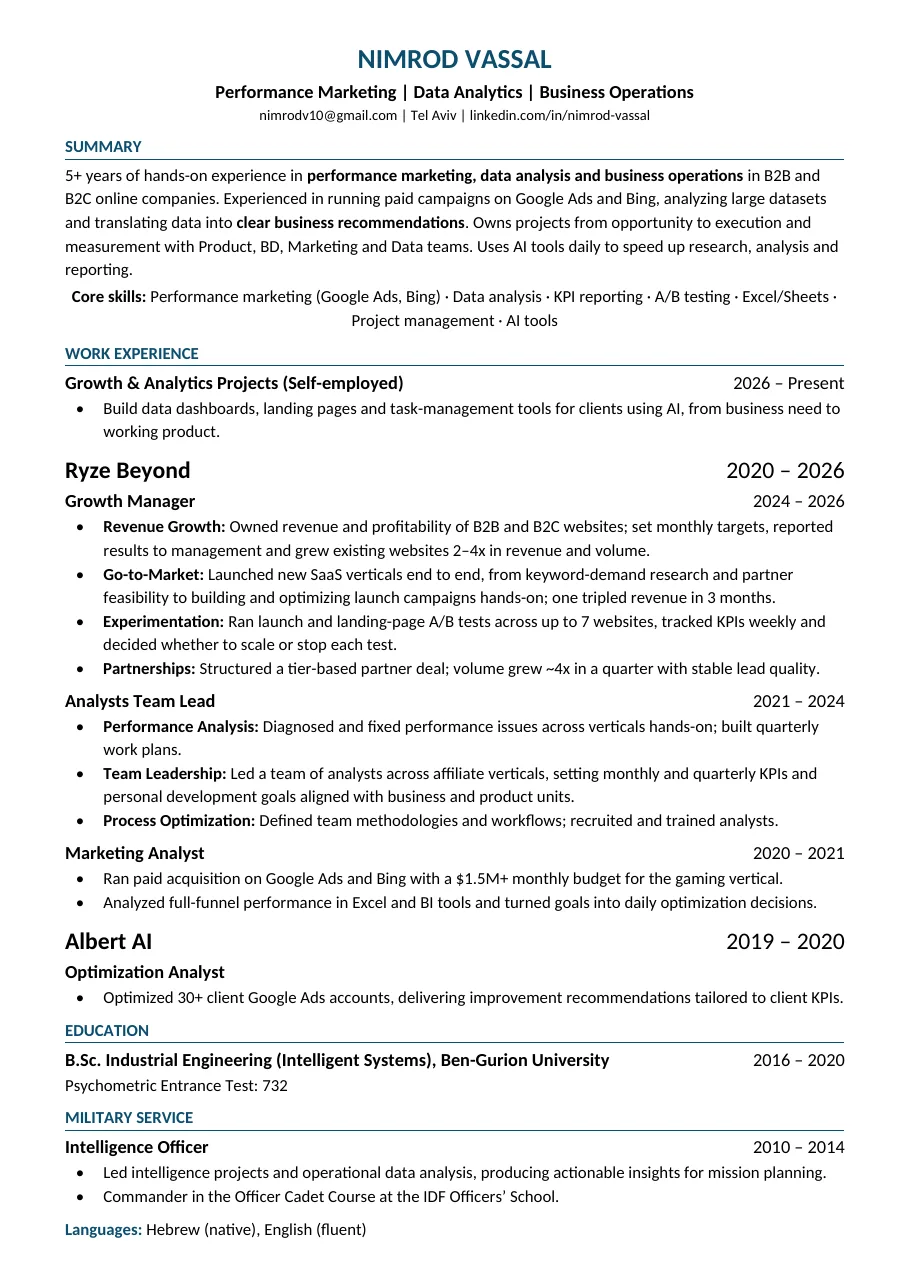 NIMROD VASSAL
Performance Marketing | Data Analytics | Business Operations
nimrodv10@gmail.com | Tel Aviv | linkedin.com/in/nimrod-vassal
SUMMARY
5+ years of hands-on experience in performance marketing, data analysis and business operations in B2B and
B2C online companies. Experienced in running paid campaigns on Google Ads and Bing, analyzing large datasets
and translating data into clear business recommendations. Owns projects from opportunity to execution and
measurement with Product, BD, Marketing and Data teams. Uses AI tools daily to speed up research, analysis and
reporting.
Core skills: Performance marketing (Google Ads, Bing) · Data analysis · KPI reporting · A/B testing · Excel/Sheets ·
Project management · AI tools
WORK EXPERIENCE
Growth & Analytics Projects (Self-employed) 2026 – Present
• Build data dashboards, landing pages and task-management tools for clients using AI, from business need to
working product.
Ryze Beyond 2020 – 2026
Growth Manager 2024 – 2026
• Revenue Growth: Owned revenue and profitability of B2B and B2C websites; set monthly targets, reported
results to management and grew existing websites 2–4x in revenue and volume.
• Go-to-Market: Launched new SaaS verticals end to end, from keyword-demand research and partner
feasibility to building and optimizing launch campaigns hands-on; one tripled revenue in 3 months.
• Experimentation: Ran launch and landing-page A/B tests across up to 7 websites, tracked KPIs weekly and
decided whether to scale or stop each test.
• Partnerships: Structured a tier-based partner deal; volume grew ~4x in a quarter with stable lead quality.
Analysts Team Lead 2021 – 2024
• Performance Analysis: Diagnosed and fixed performance issues across verticals hands-on; built quarterly
work plans.
• Team Leadership: Led a team of analysts across affiliate verticals, setting monthly and quarterly KPIs and
personal development goals aligned with business and product units.
• Process Optimization: Defined team methodologies and workflows; recruited and trained analysts.
Marketing Analyst 2020 – 2021
• Ran paid acquisition on Google Ads and Bing with a $1.5M+ monthly budget for the gaming vertical.
• Analyzed full-funnel performance in Excel and BI tools and turned goals into daily optimization decisions.
Albert AI 2019 – 2020
Optimization Analyst
• Optimized 30+ client Google Ads accounts, delivering improvement recommendations tailored to client KPIs.
EDUCATION
B.Sc. Industrial Engineering (Intelligent Systems), Ben-Gurion University 2016 – 2020
Psychometric Entrance Test: 732
MILITARY SERVICE
Intelligence Officer 2010 – 2014
• Led intelligence projects and operational data analysis, producing actionable insights for mission planning.
• Commander in the Officer Cadet Course at the IDF Officers’ School.
Languages: Hebrew (native), English (fluent)